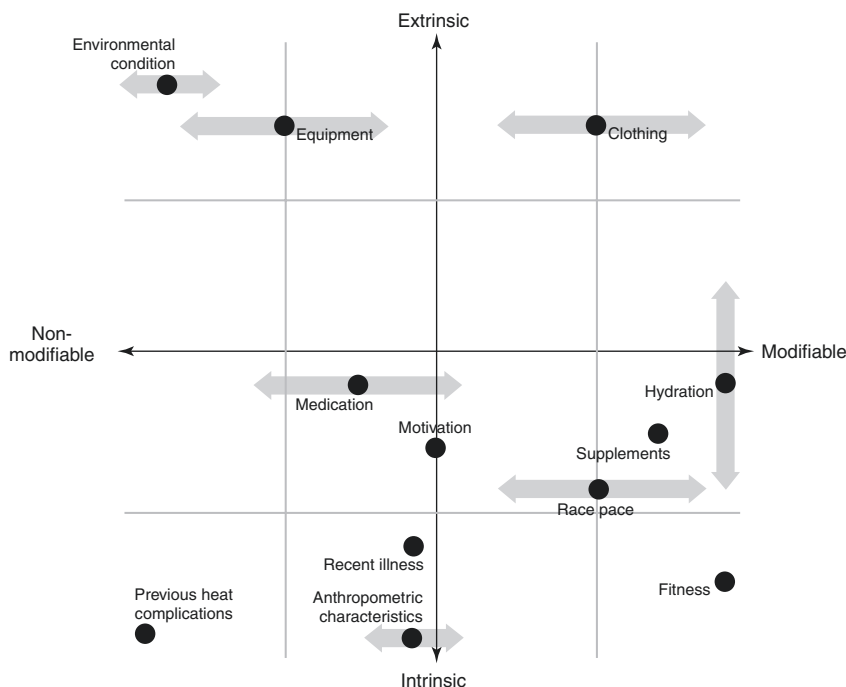 Extrinsic
Environmental
condition
Equipment
Clothing
Non-
modifiable
Modifiable
Hydration
Medication
Motivation
Supplements
Race pace
Recent illness
Fitness
Previous heat
complications
Anthropometric
characteristics
Intrinsic